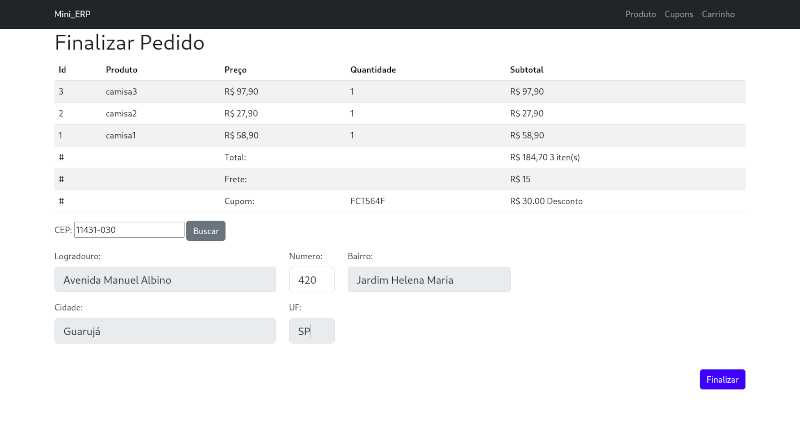 Mini_ERP Produto Cupons Carrinho
Finalizar Pedido
Id Produto Preço Quantidade Subtotal
3 camisa3 R$ 97,90 1 R$ 97,90
2 camisa2 R$ 27,90 1 R$ 27,90
1 camisa1 R$ 58,90 1 R$ 58,90
# Total: R$ 184,70 3 iten(s)
# Frete: R$ 15
# Cupom: FCT564F R$ 30.00 Desconto
CEP: 11431-030 Buscar
Logradouro: Numero: Bairro:
Avenida Manuel Albino 420 Jardim Helena Maria
Cidade: UF:
Guarujá SP
Finalizar